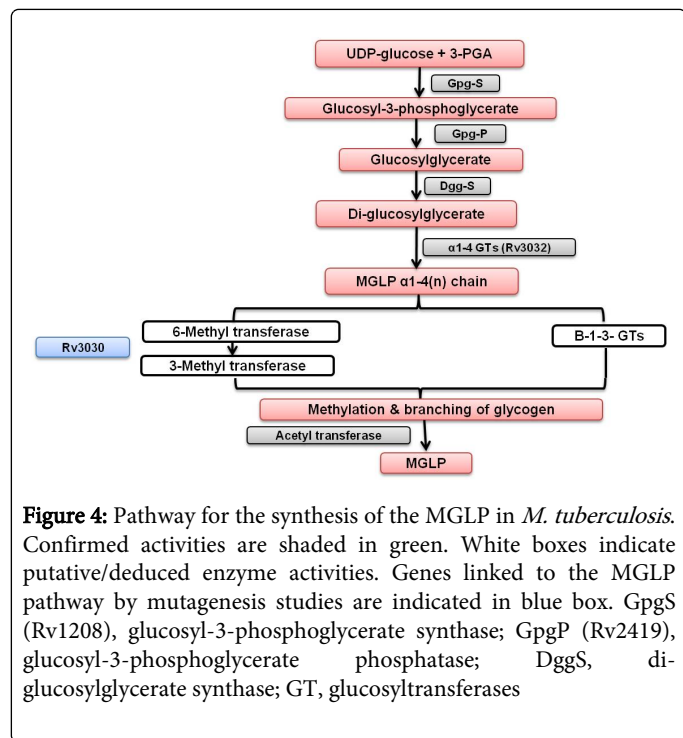 UDP-glucose + 3-PGA
Gpg-S
Glucosyl-3-phosphoglycerate
Gpg-P
Glucosylglycerate
Dgg-S
Di-glucosylglycerate
α1-4 GTs (Rv3032)
MGLP α1-4(n) chain
6-Methyl transferase
B-1-3- GTs
Rv3030
3-Methyl transferase
Methylation & branching of glycogen
Acetyl transferase
MGLP
Figure 4: Pathway for the synthesis of the MGLP in M. tuberculosis.
Confirmed activities are shaded in green. White boxes indicate
putative/deduced enzyme activities. Genes linked to the MGLP
pathway by mutagenesis studies are indicated in blue box. GpgS
(Rv1208), glucosyl-3-phosphoglycerate synthase; GpgP (Rv2419),
glucosyl-3-phosphoglycerate phosphatase; DggS, di-
glucosylglycerate synthase; GT, glucosyltransferases